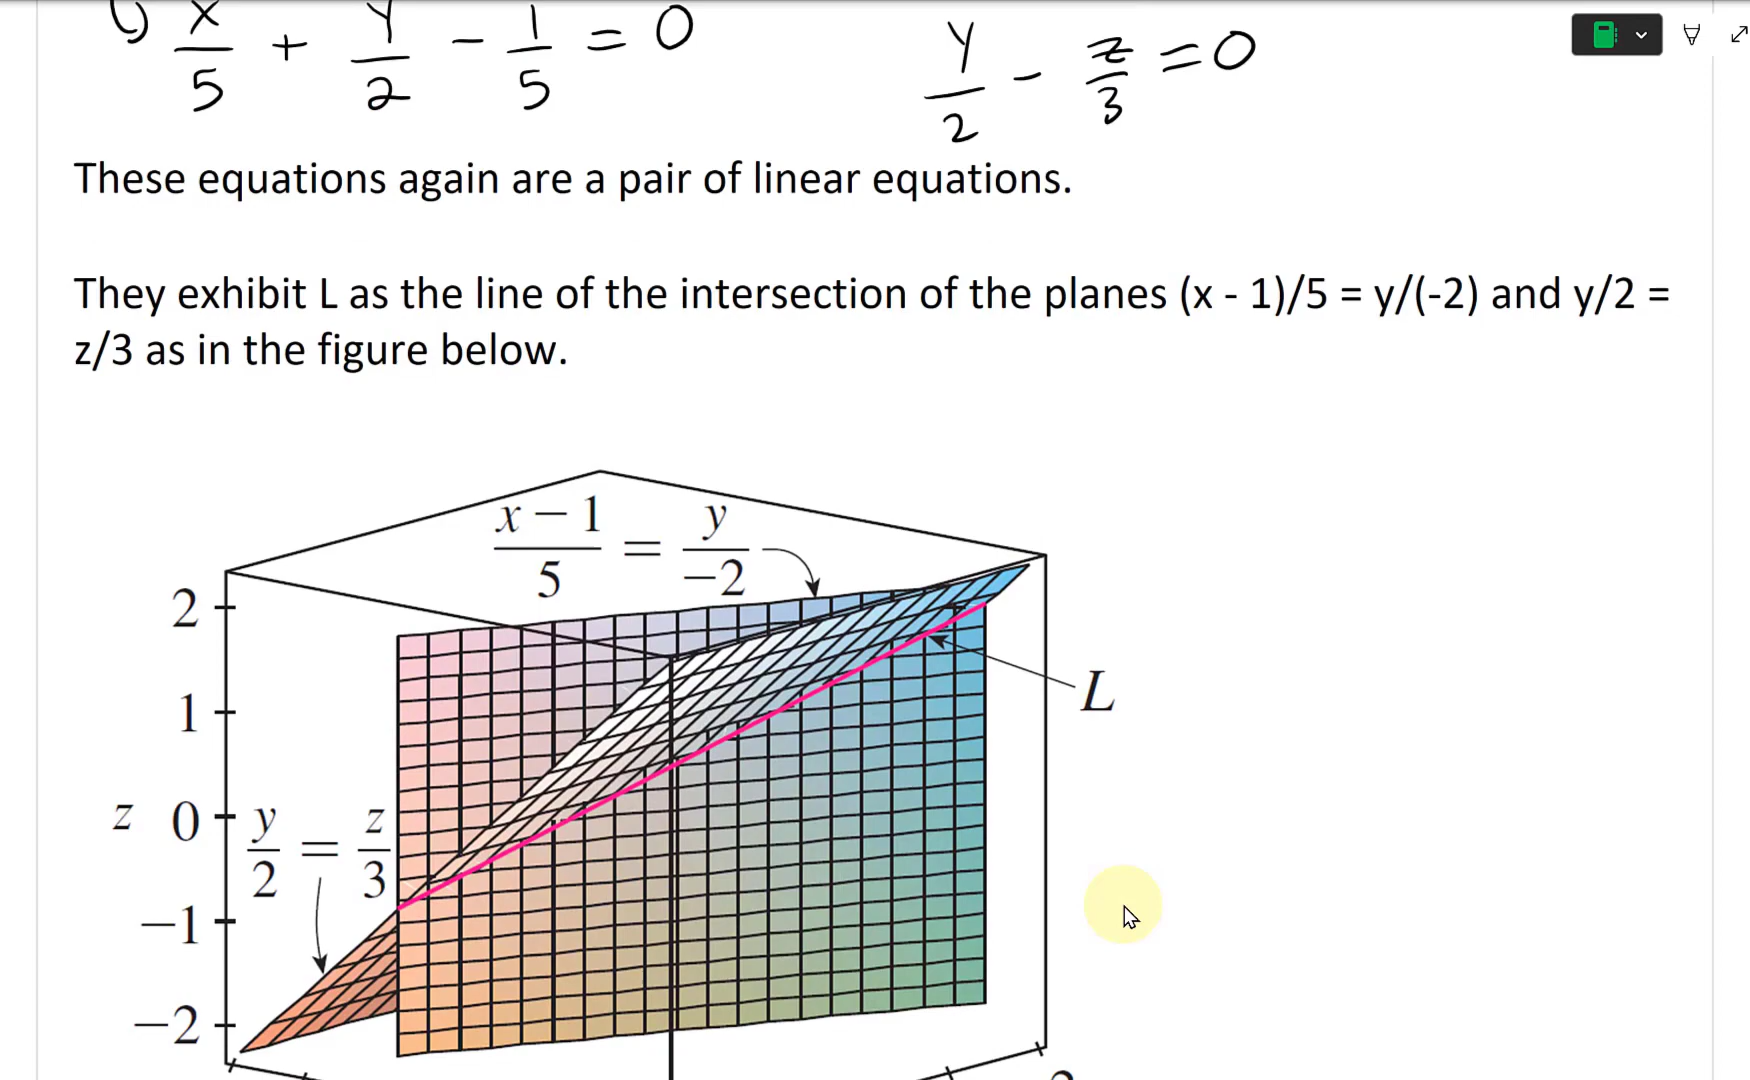 x/5 + y/2 - 1/5 = 0
y/2 - z/3 = 0
These equations again are a pair of linear equations.
They exhibit L as the line of the intersection of the planes (x - 1)/5 = y/(-2) and y/2 =
z/3 as in the figure below.
x − 1 / 5 = y / −2
2
1
L
z
0
y/2 = z/3
−1
−2